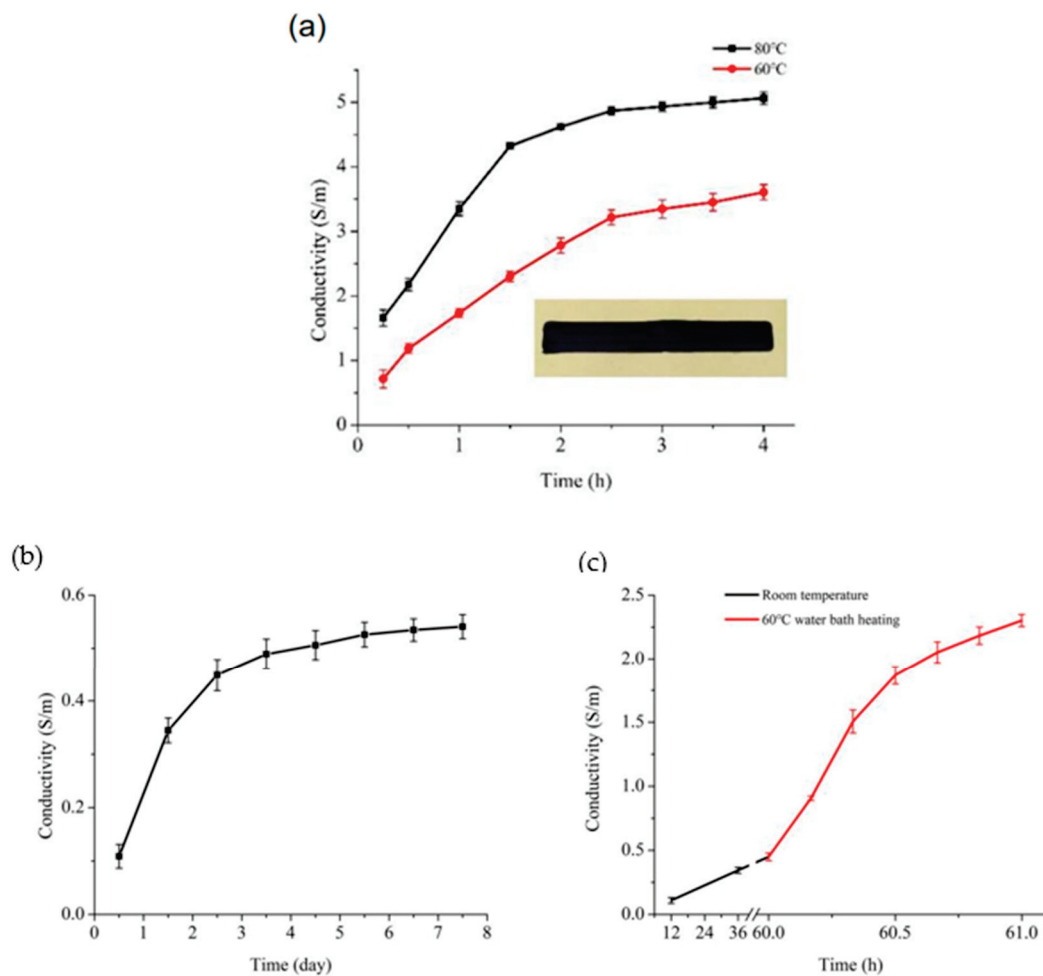 (a)
80°C
60°C
5
4
3
2
1
0
Conductivity (S/m)
0 1 2 3 4
Time (h)
(b)
0.6
0.4
0.2
0.0
Conductivity (S/m)
0 1 2 3 4 5 6 7 8
Time (day)
(c)
Room temperature
60°C water bath heating
2.5
2.0
1.5
1.0
0.5
0.0
Conductivity (S/m)
12 24 36 60.0 60.5 61.0
Time (h)